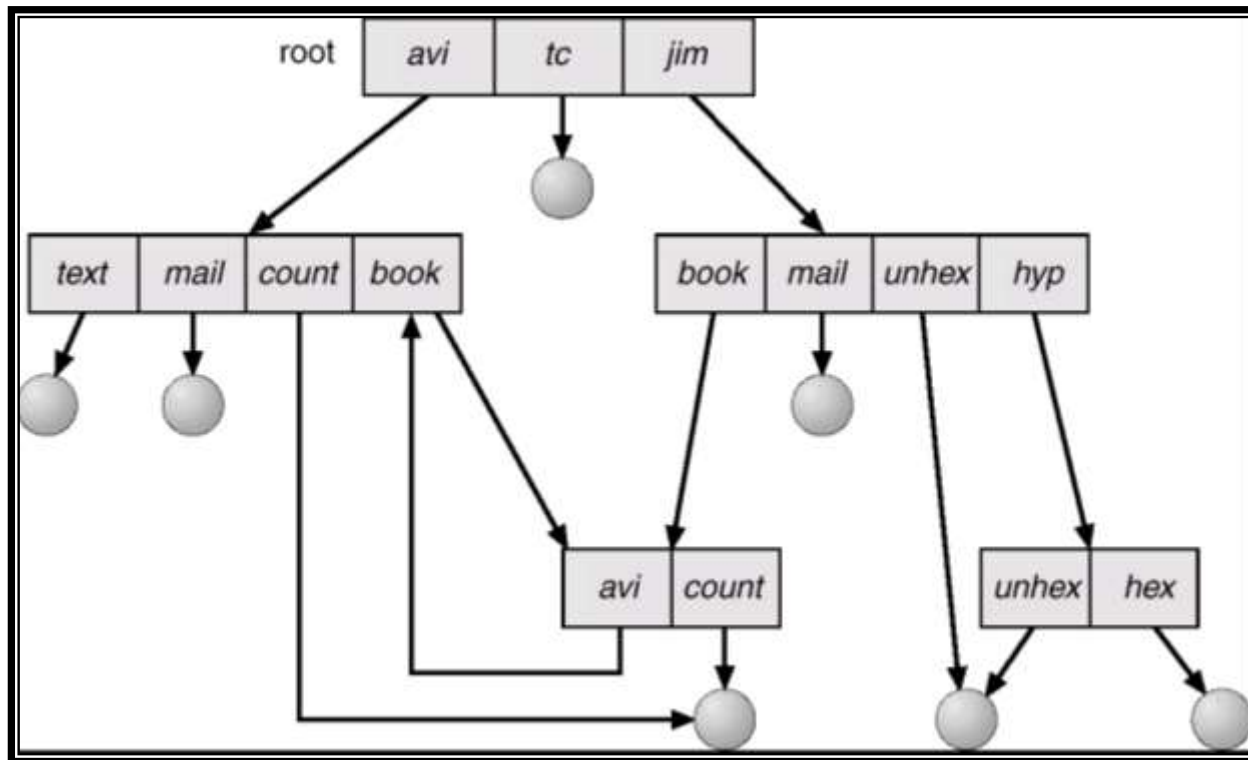 root avi tc jim
text mail count book book mail unhex hyp
avi count unhex hex